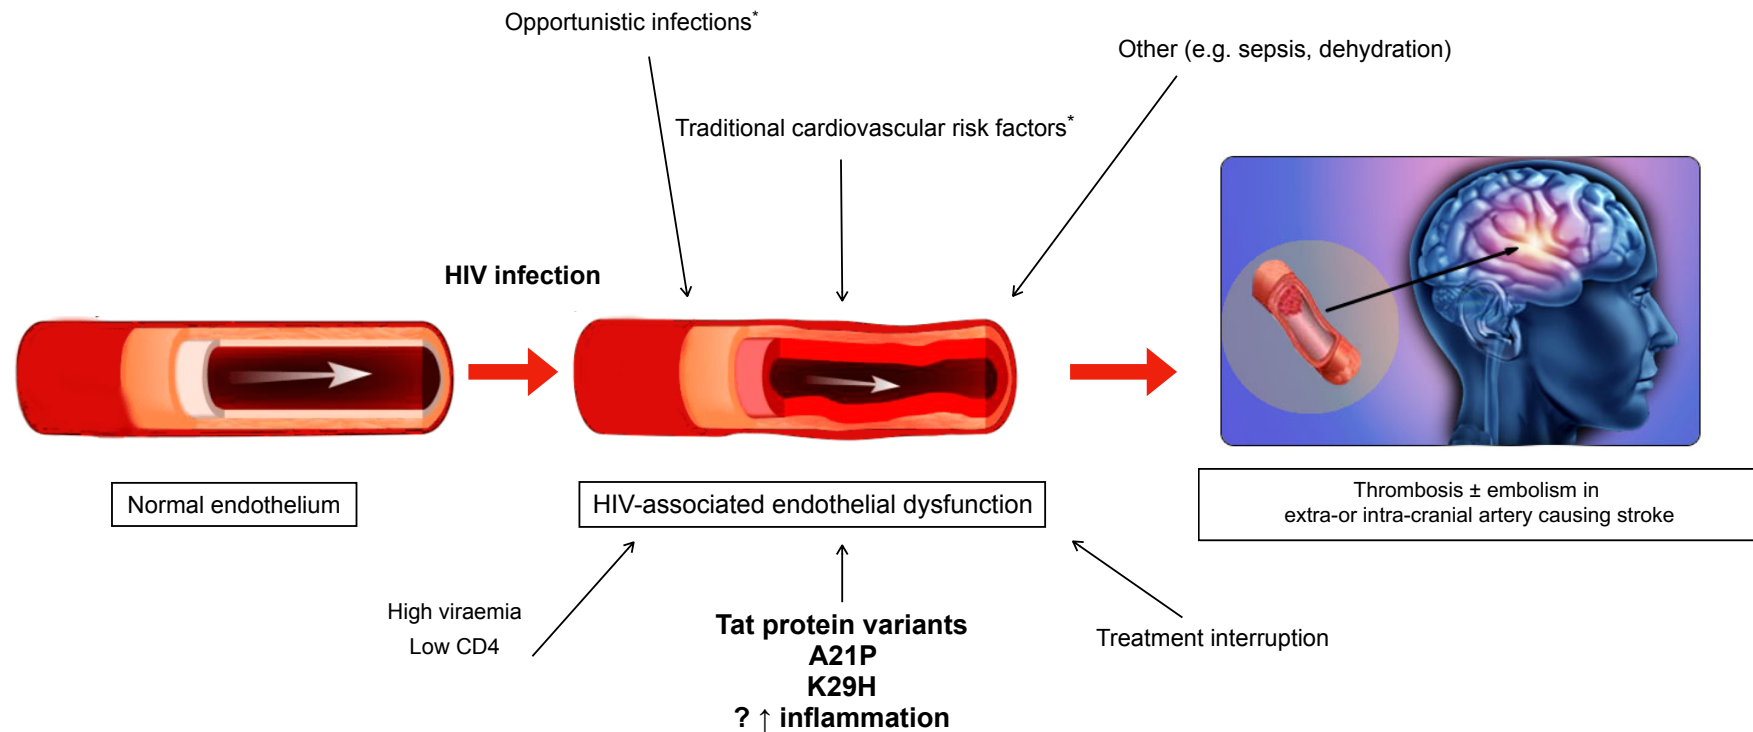 Opportunistic infections*
Other (e.g. sepsis, dehydration)
Traditional cardiovascular risk factors*
HIV infection
Normal endothelium
HIV-associated endothelial dysfunction
Thrombosis ± embolism in
extra-or intra-cranial artery causing stroke
High viraemia
Low CD4
Tat protein variants
A21P
K29H
? ↑ inflammation
Treatment interruption